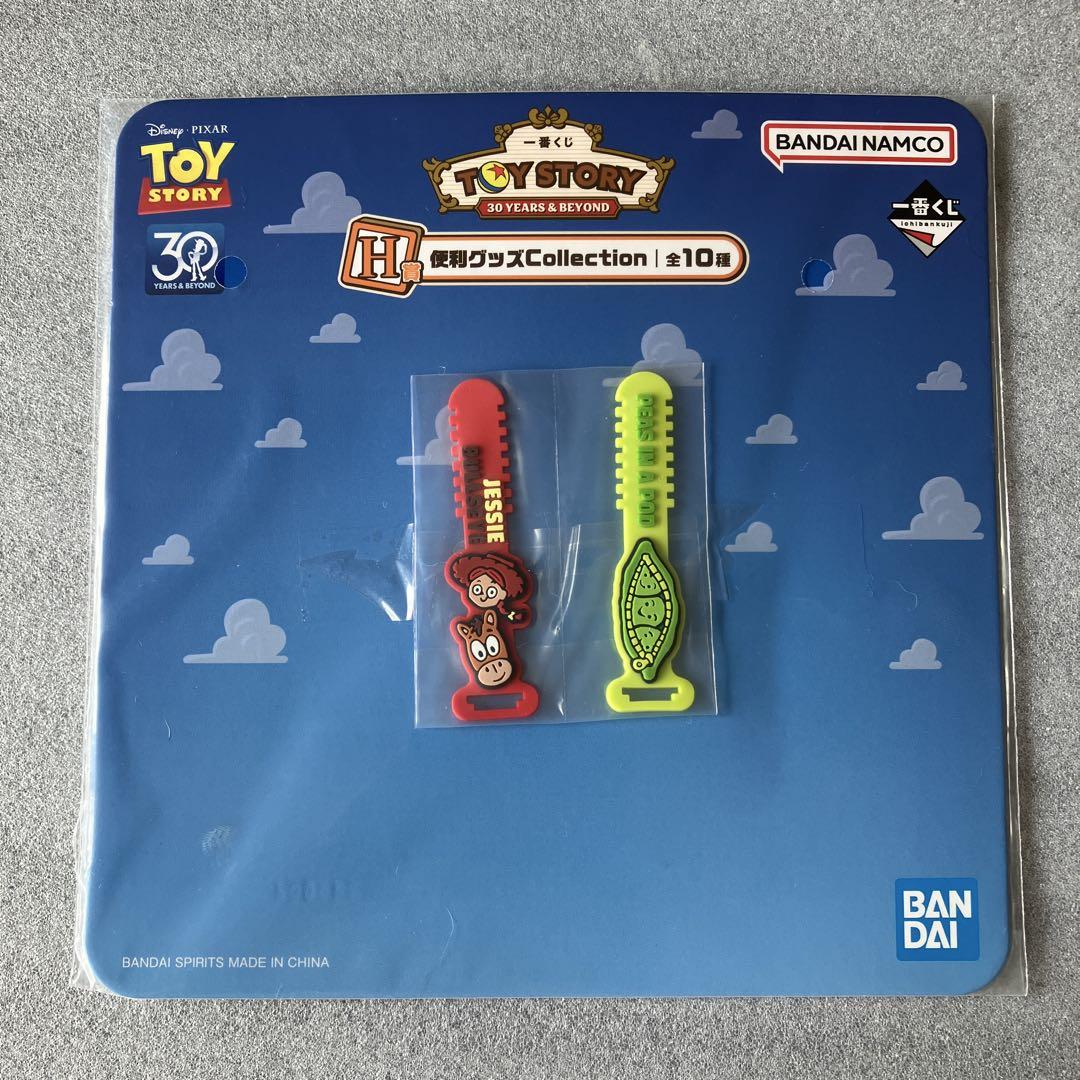 Disney · PIXAR
TOY
STORY
30
YEARS & BEYOND
一番くじ
TOY STORY
30 YEARS & BEYOND
BANDAI NAMCO
一番くじ
ichibankuji
H賞
便利グッズCollection | 全10種
JESSIE
BULLSEYE
PEAS IN A POD
BANDAI SPIRITS MADE IN CHINA
BAN
DAI